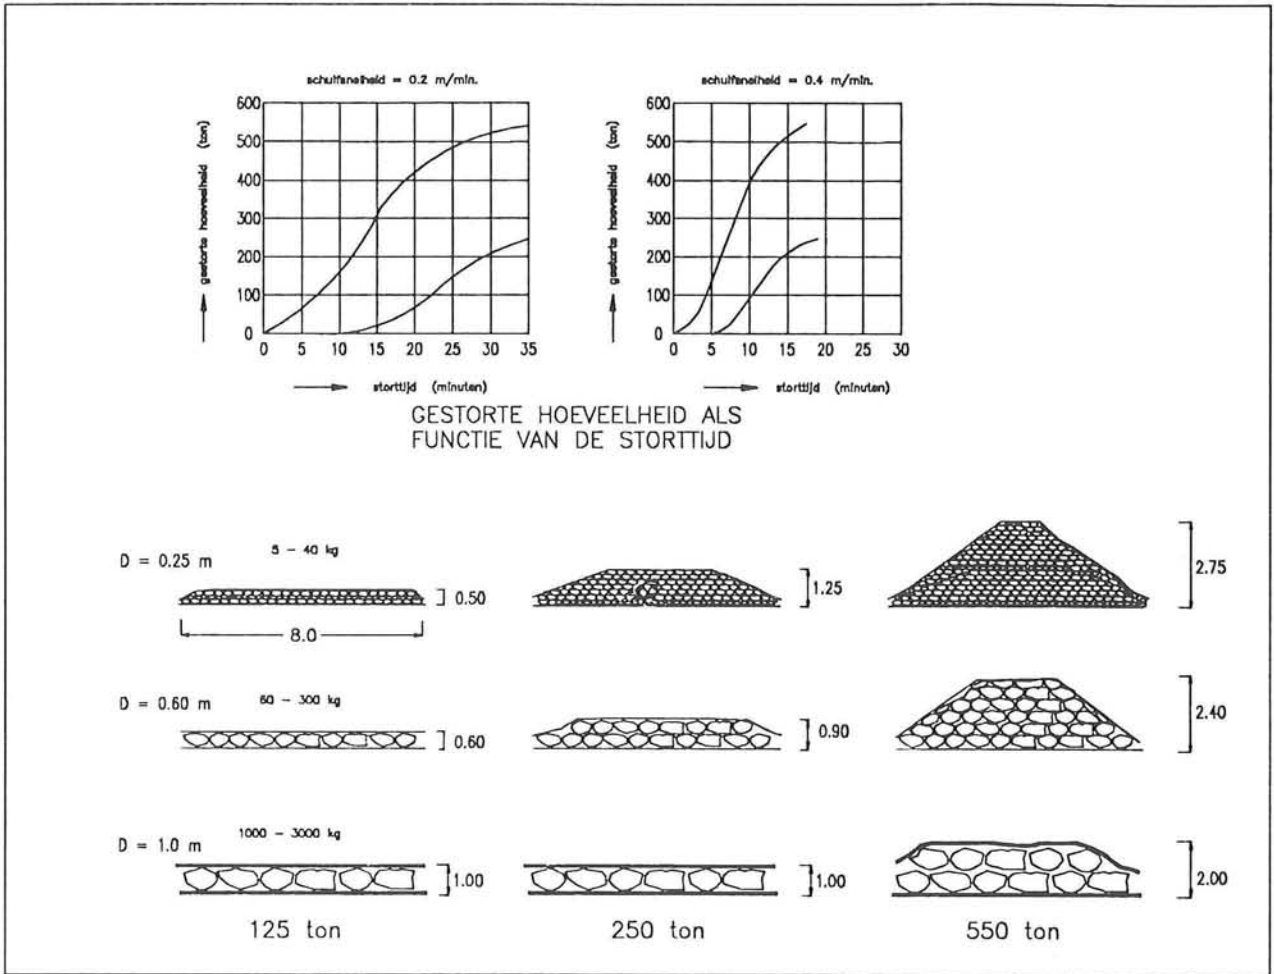 schuifsnelheid = 0.2 m/min.
gestorte hoeveelheid (ton)
600
500
400
300
200
100
0
0 5 10 15 20 25 30 35
storttijd (minuten)
schuifsnelheid = 0.4 m/min.
gestorte hoeveelheid (ton)
600
500
400
300
200
100
0
0 5 10 15 20 25 30
storttijd (minuten)
GESTORTE HOEVEELHEID ALS
FUNCTIE VAN DE STORTTIJD
D = 0.25 m 5 - 40 kg
0.50
8.0
1.25
2.75
D = 0.60 m 60 - 300 kg
0.60
0.90
2.40
D = 1.0 m 1000 - 3000 kg
1.00
1.00
2.00
125 ton
250 ton
550 ton